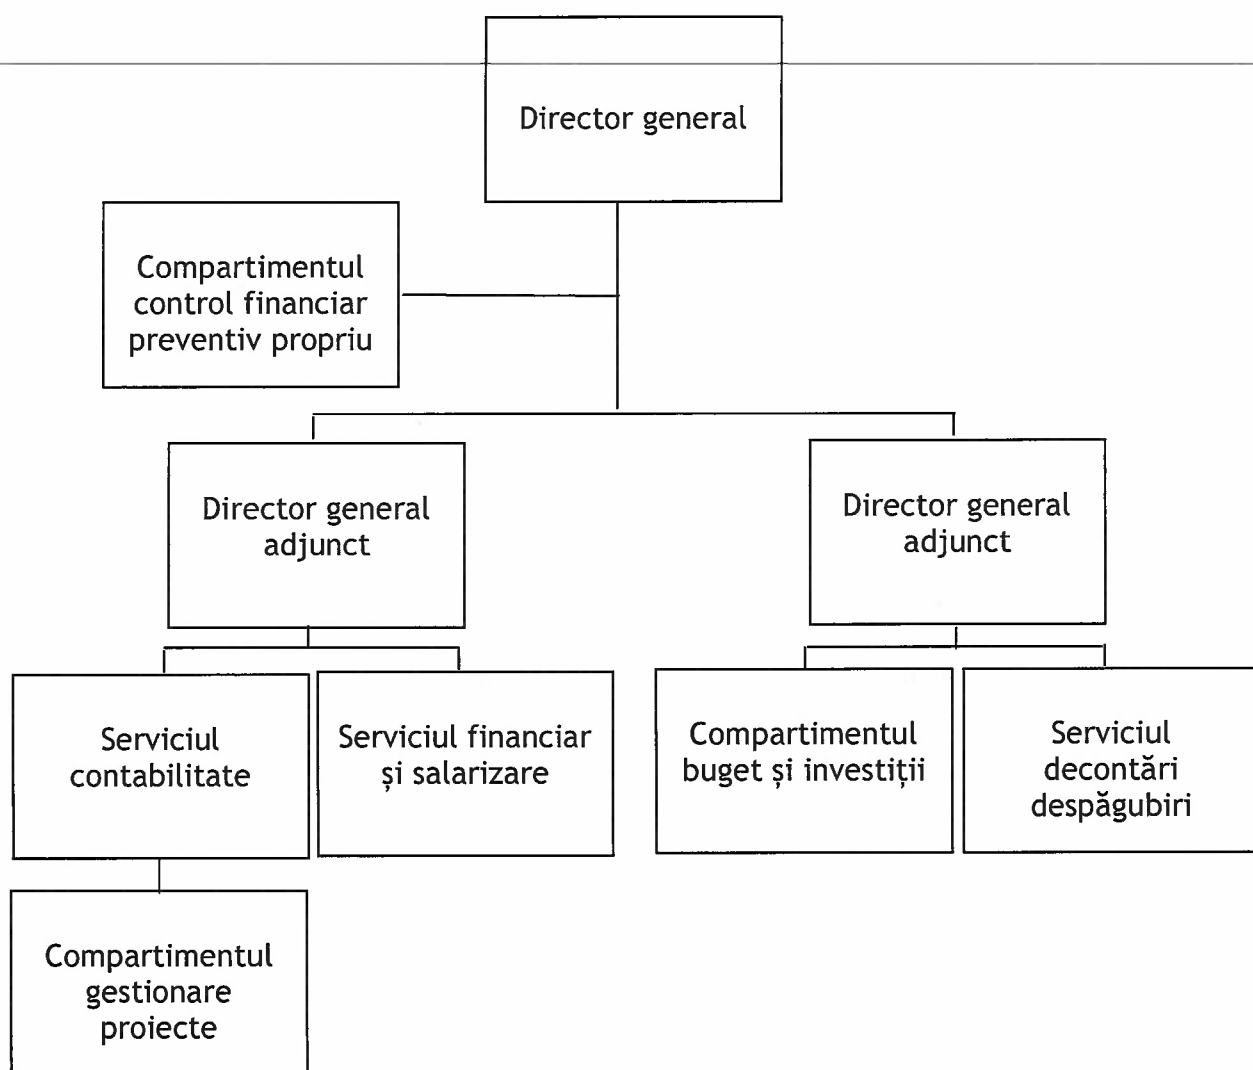 Director general
Compartimentul
control financiar
preventiv propriu
Director general
adjunct
Director general
adjunct
Serviciul
contabilitate
Serviciul financiar
și salarizare
Compartimentul
buget și investiții
Serviciul
decontări
despăgubiri
Compartimentul
gestionare
proiecte